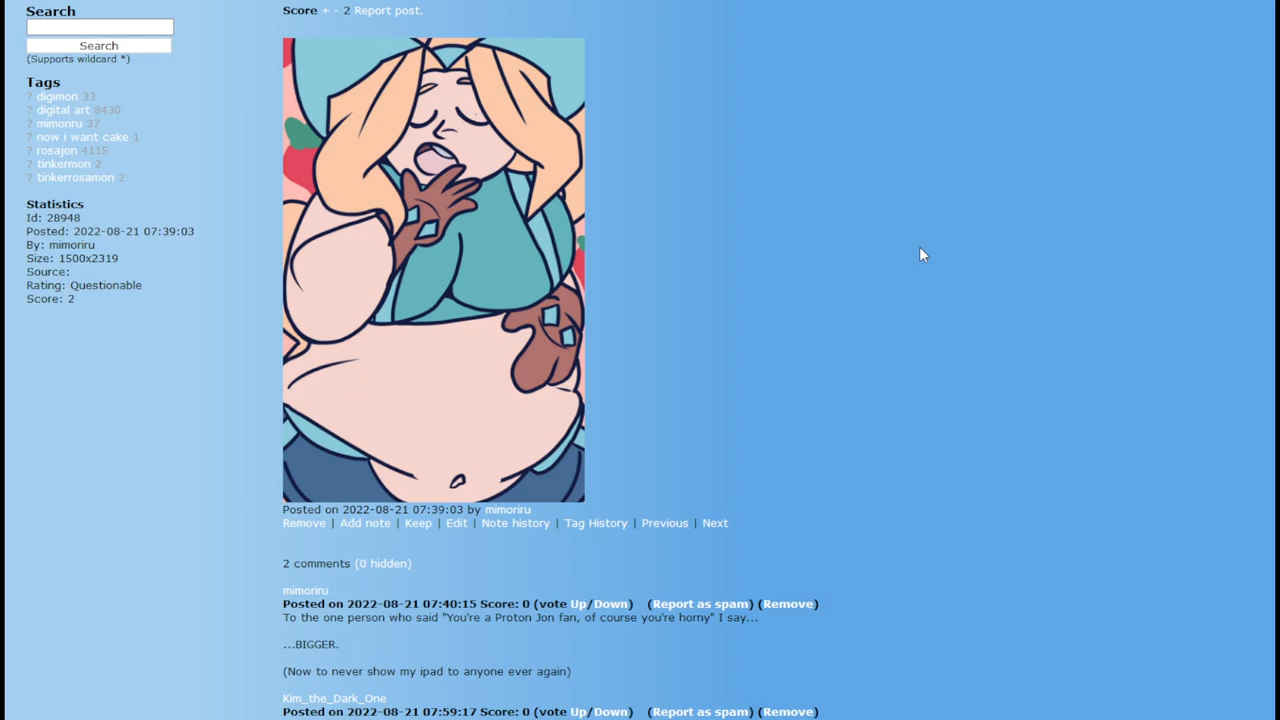 Search
Search
(Supports wildcard *)
Tags
? digimon 33
? digital art 8430
? mimoriru 37
? now i want cake 1
? rosajon 4115
? tinkermon 2
? tinkerrosamon 2
Statistics
Id: 28948
Posted: 2022-08-21 07:39:03
By: mimoriru
Size: 1500x2319
Source:
Rating: Questionable
Score: 2
Score + - 2 Report post.
Posted on 2022-08-21 07:39:03 by mimoriru
Remove | Add note | Keep | Edit | Note history | Tag History | Previous | Next
2 comments (0 hidden)
mimoriru
Posted on 2022-08-21 07:40:15 Score: 0 (vote Up/Down) (Report as spam) (Remove)
To the one person who said "You're a Proton Jon fan, of course you're horny" I say...
...BIGGER.
(Now to never show my ipad to anyone ever again)
Kim_the_Dark_One
Posted on 2022-08-21 07:59:17 Score: 0 (vote Up/Down) (Report as spam) (Remove)